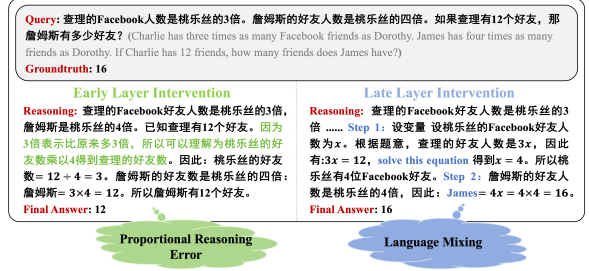 Query: 查理的Facebook人数是桃乐丝的3倍。詹姆斯的好友人数是桃乐丝的四倍。如果查理有12个好友，那
詹姆斯有多少好友？(Charlie has three times as many Facebook friends as Dorothy. James has four times as many
friends as Dorothy. If Charlie has 12 friends, how many friends does James have?)
Groundtruth: 16
Early Layer Intervention
Reasoning: 查理的Facebook好友人数是桃乐丝的3倍，
詹姆斯是桃乐丝的4倍。已知查理有12个好友。因为
3倍表示比原来多3倍，所以可以理解为桃乐丝的好
友数乘以4得到查理的好友数。因此：桃乐丝的好友
数= 12 ÷ 4 = 3。詹姆斯的好友数是桃乐丝的四倍：
詹姆斯= 3×4 = 12。所以詹姆斯有12个好友。
Final Answer: 12
Proportional Reasoning
Error
Late Layer Intervention
Reasoning: 查理的Facebook好友人数是桃乐丝的3
倍 …… Step 1: 设变量 设桃乐丝的Facebook好友人
数为x。根据题意，查理的好友人数是3x，因此
有:3x = 12, solve this equation 得到x = 4。所以桃
乐丝有4位Facebook好友。Step 2: 詹姆斯的好友人
数是桃乐丝的4倍，因此：James= 4x = 4×4 = 16。
Final Answer: 16
Language Mixing